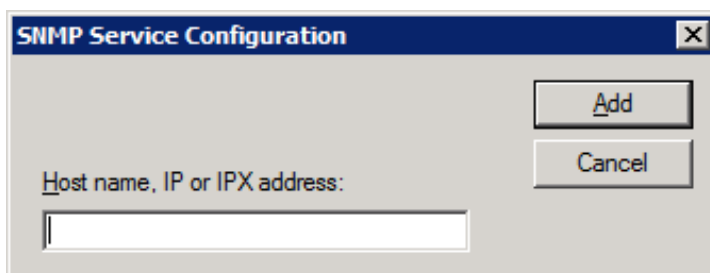 SNMP Service Configuration
Add
Cancel
Host name, IP or IPX address: